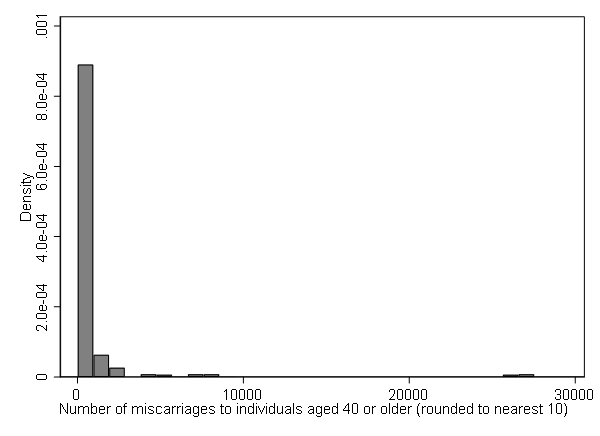 Density
.001
8.0e-04
6.0e-04
4.0e-04
2.0e-04
0
0
10000
20000
30000
Number of miscarriages to individuals aged 40 or older (rounded to nearest 10)